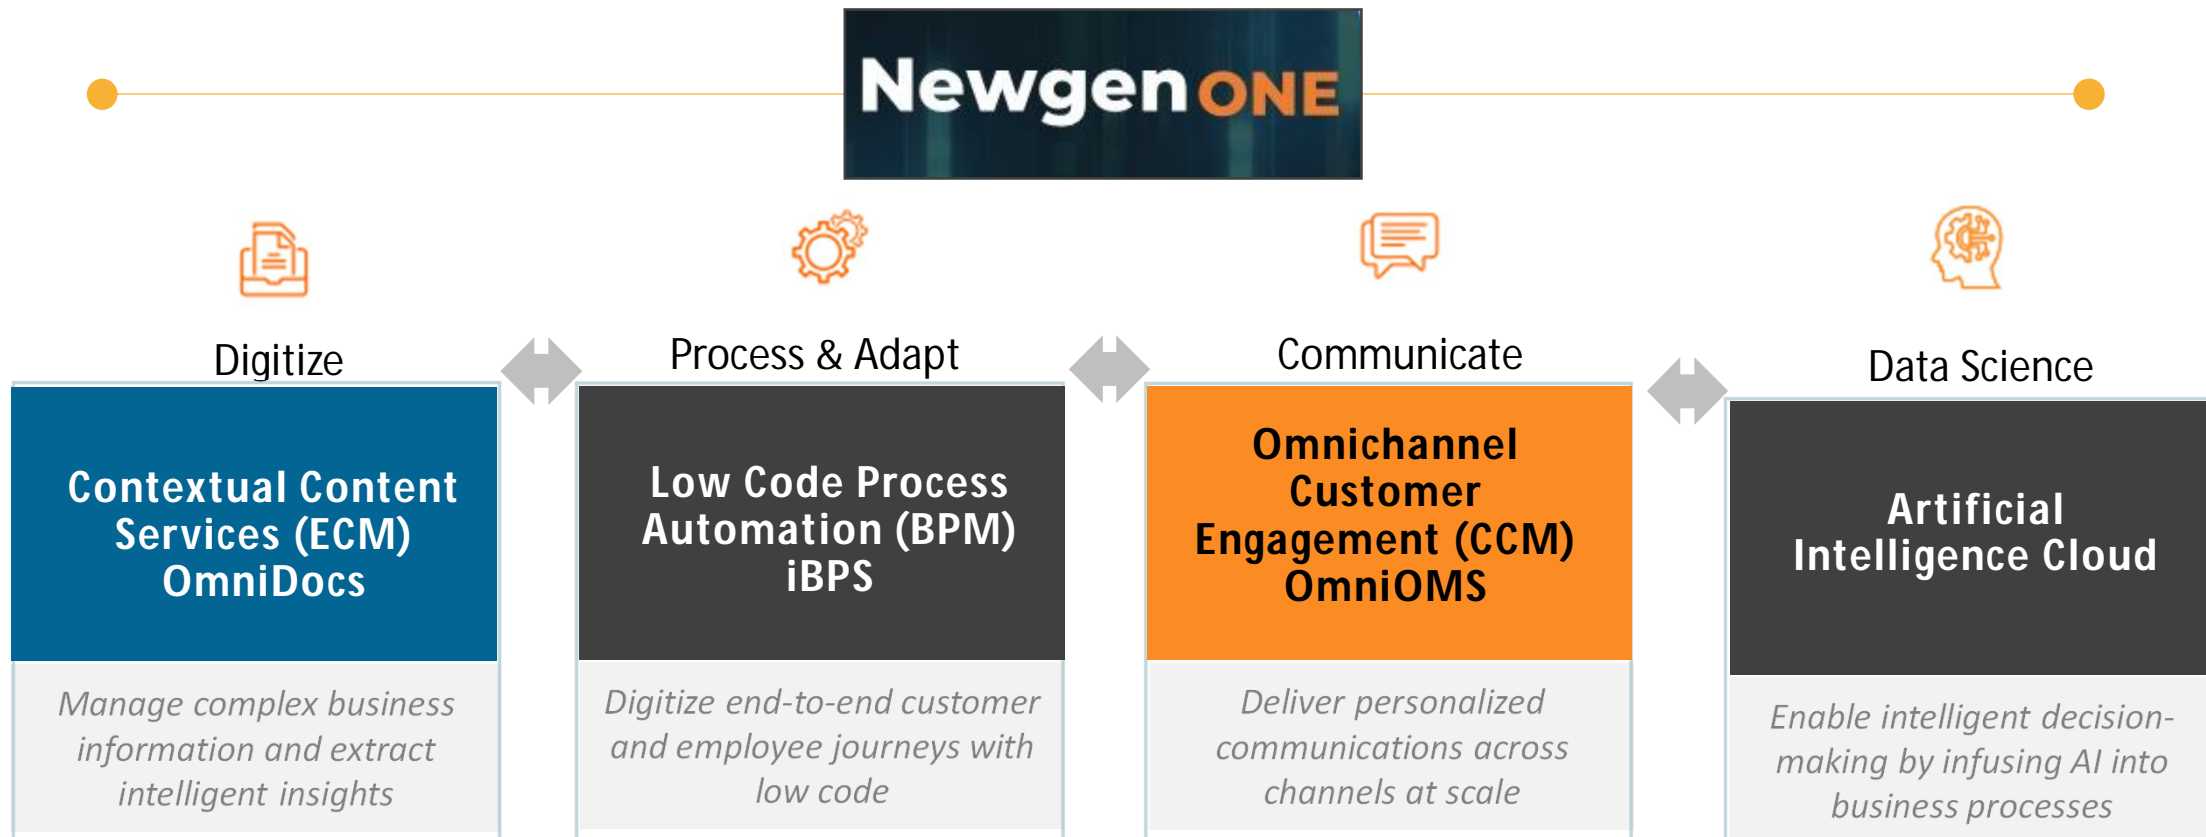 Newgen ONE
Digitize
Contextual Content
Services (ECM)
OmniDocs
Manage complex business
information and extract
intelligent insights
Process & Adapt
Low Code Process
Automation (BPM)
iBPS
Digitize end-to-end customer
and employee journeys with
low code
Communicate
Omnichannel
Customer
Engagement (CCM)
OmniOMS
Deliver personalized
communications across
channels at scale
Data Science
Artificial
Intelligence Cloud
Enable intelligent decision-
making by infusing AI into
business processes